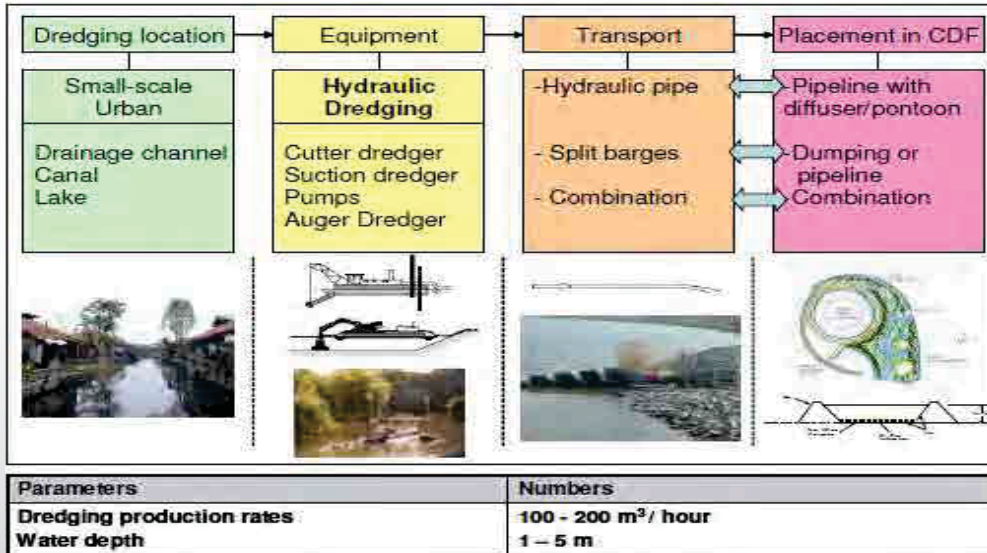 Dredging location
Equipment
Transport
Placement in CDF
Small-scale
Urban
Drainage channel
Canal
Lake
Hydraulic
Dredging
Cutter dredger
Suction dredger
Pumps
Auger Dredger
-Hydraulic pipe
- Split barges
- Combination
- Pipeline with
diffuser/pontoon
-Dumping or
pipeline
-Combination
Parameters
Numbers
Dredging production rates
100 - 200 m³/ hour
Water depth
1 – 5 m